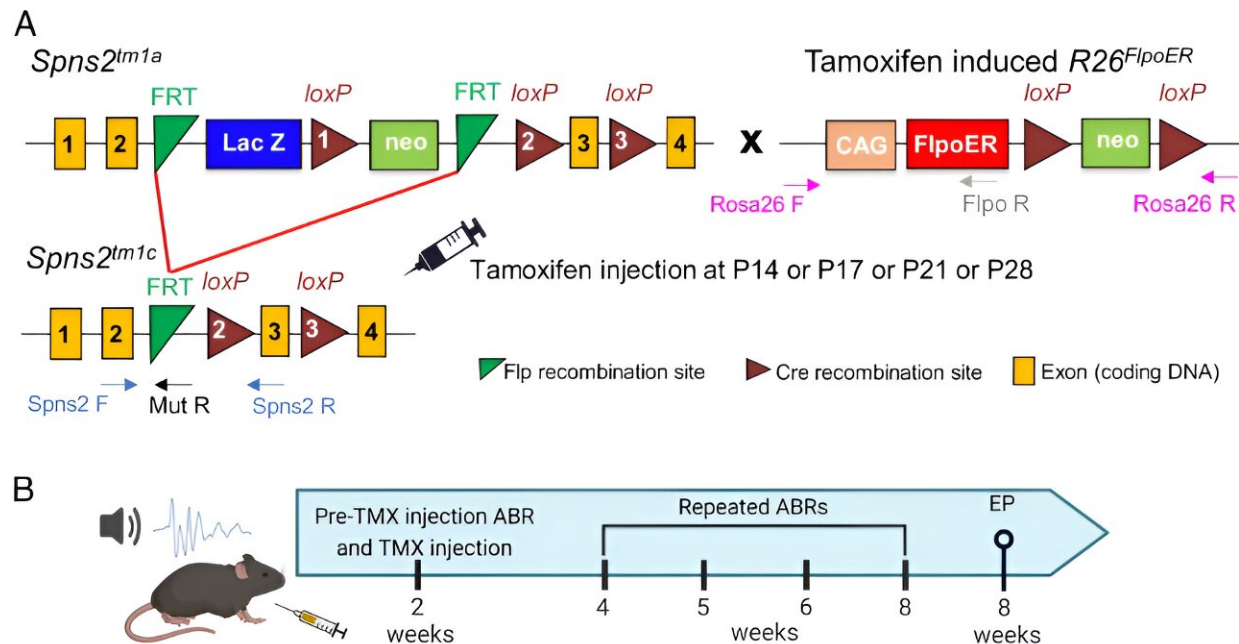 A
Spns2tm1a
Tamoxifen induced R26FlpoER
FRT
loxP
FRT
loxP
loxP
loxP
loxP
1
2
Lac Z
1
neo
2
3
3
4
x
CAG
FlpoER
neo
Rosa26 F
Flpo R
Rosa26 R
Spns2tm1c
Tamoxifen injection at P14 or P17 or P21 or P28
FRT
loxP
loxP
1
2
2
3
3
4
Spns2 F
Mut R
Spns2 R
Flp recombination site
Cre recombination site
Exon (coding DNA)
B
Pre-TMX injection ABR
and TMX injection
Repeated ABRs
EP
2
weeks
4
5
6
8
weeks
8
weeks